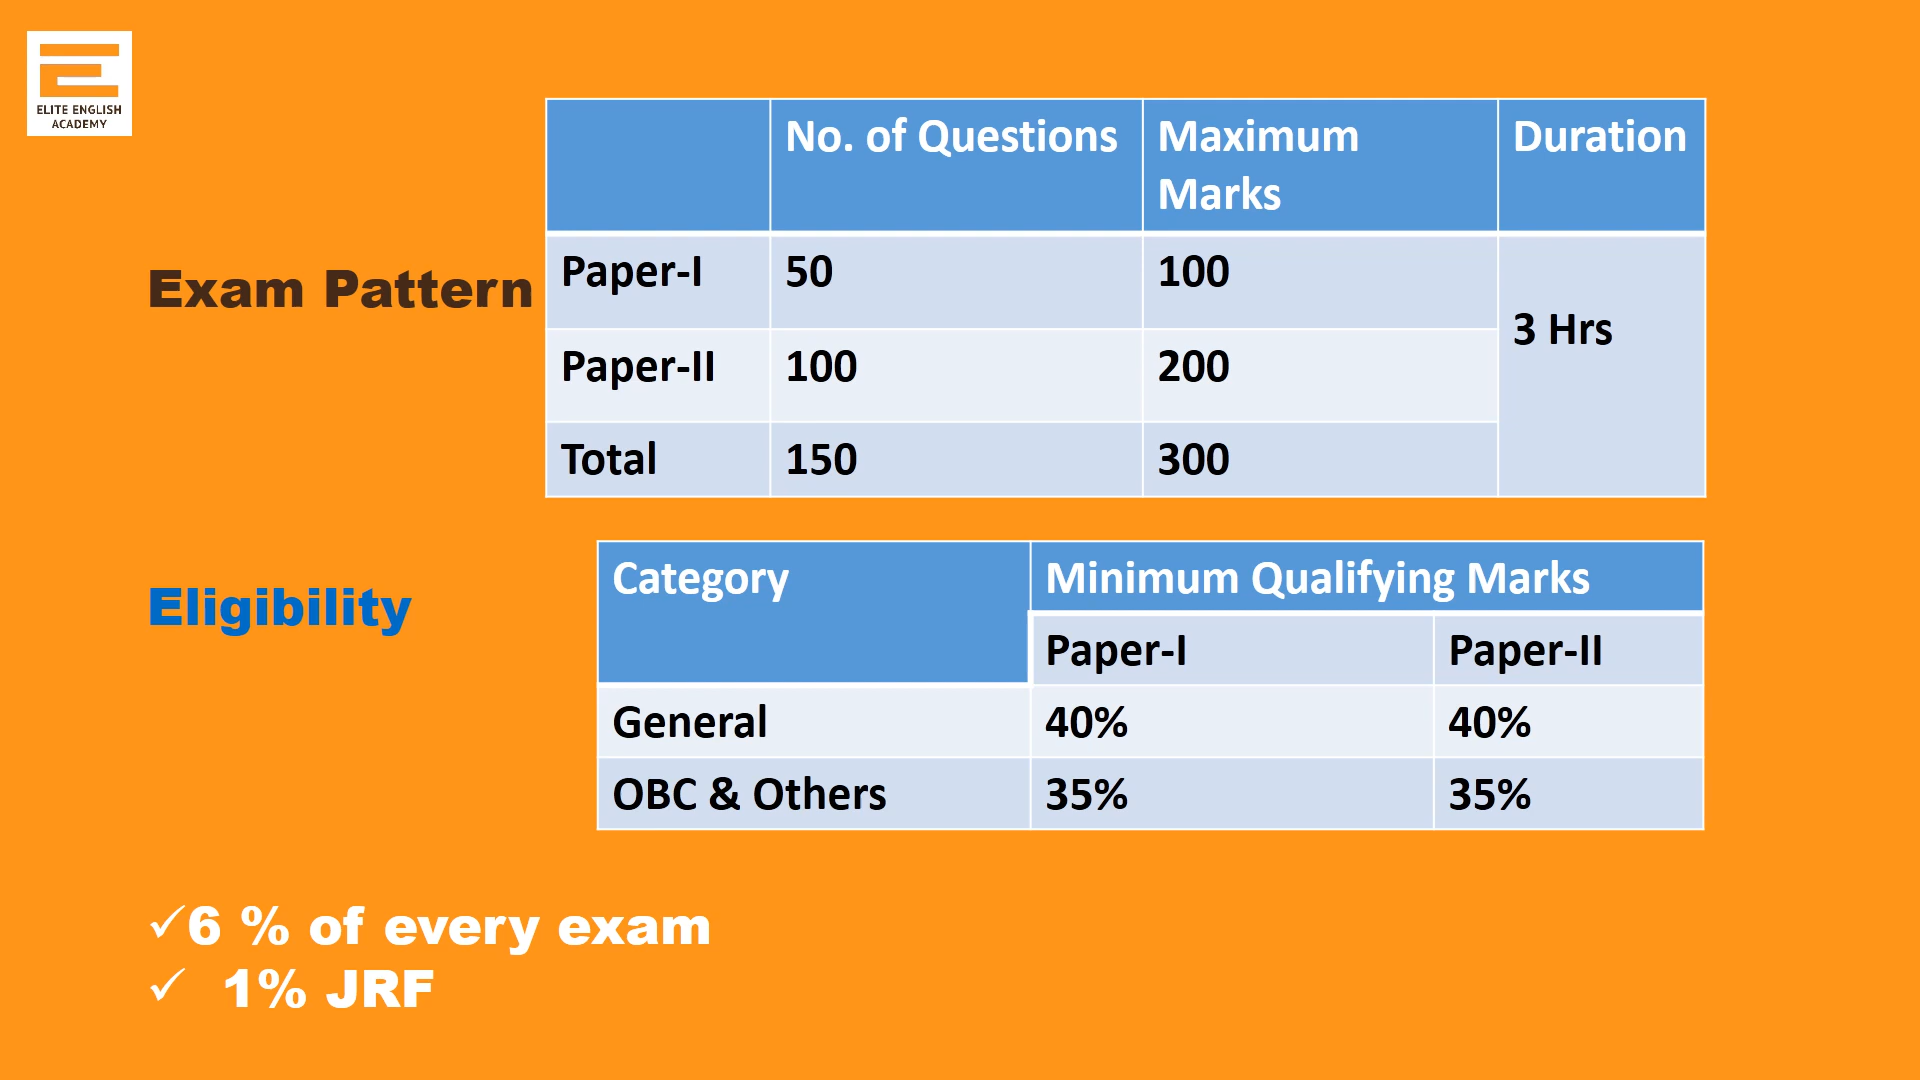 ELITE ENGLISH
ACADEMY
No. of Questions Maximum Marks Duration
Exam Pattern
Paper-I 50 100 3 Hrs
Paper-II 100 200
Total 150 300
Eligibility
Category Minimum Qualifying Marks
Paper-I Paper-II
General 40% 40%
OBC & Others 35% 35%
✓6 % of every exam
✓ 1% JRF